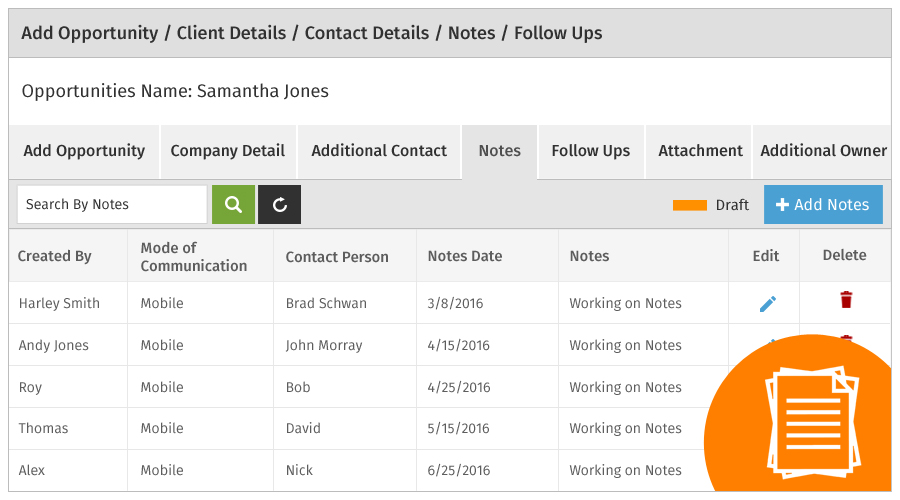 Add Opportunity / Client Details / Contact Details / Notes / Follow Ups
Opportunities Name: Samantha Jones
Add Opportunity Company Detail Additional Contact Notes Follow Ups Attachment Additional Owner
Search By Notes Draft Add Notes
Created By Mode of Communication Contact Person Notes Date Notes Edit Delete
Harley Smith Mobile Brad Schwan 3/8/2016 Working on Notes
Andy Jones Mobile John Morray 4/15/2016 Working on Notes
Roy Mobile Bob 4/25/2016 Working on Notes
Thomas Mobile David 5/15/2016 Working on Notes
Alex Mobile Nick 6/25/2016 Working on Notes